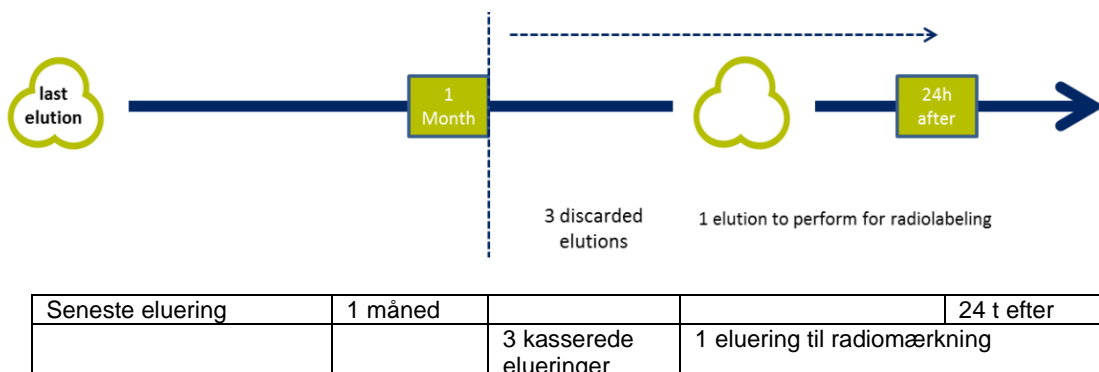 last
elution
1
Month
24h
after
3 discarded
elutions
1 elution to perform for radiolabeling
Seneste eluering
1 måned
24 t efter
3 kasserede
elueringer
1 eluering til radiomærkning